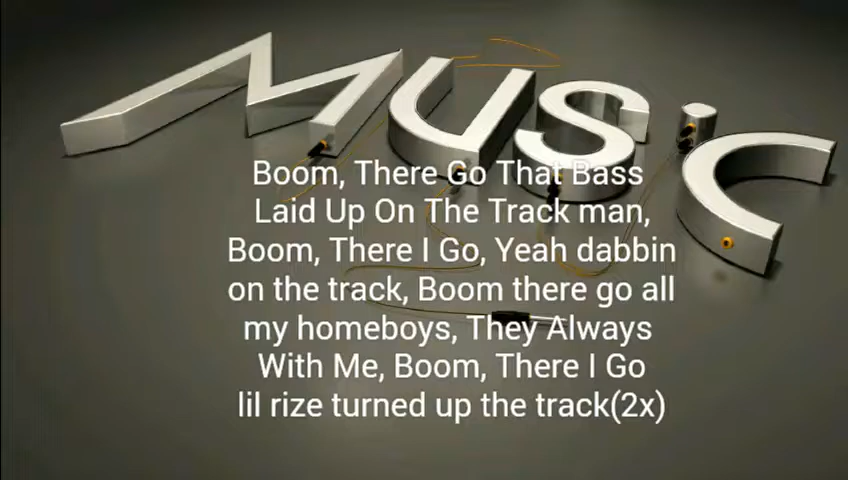 MUSiC
Boom, There Go That Bass
Laid Up On The Track man,
Boom, There I Go, Yeah dabbin
on the track, Boom there go all
my homeboys, They Always
With Me, Boom, There I Go
lil rize turned up the track(2x)